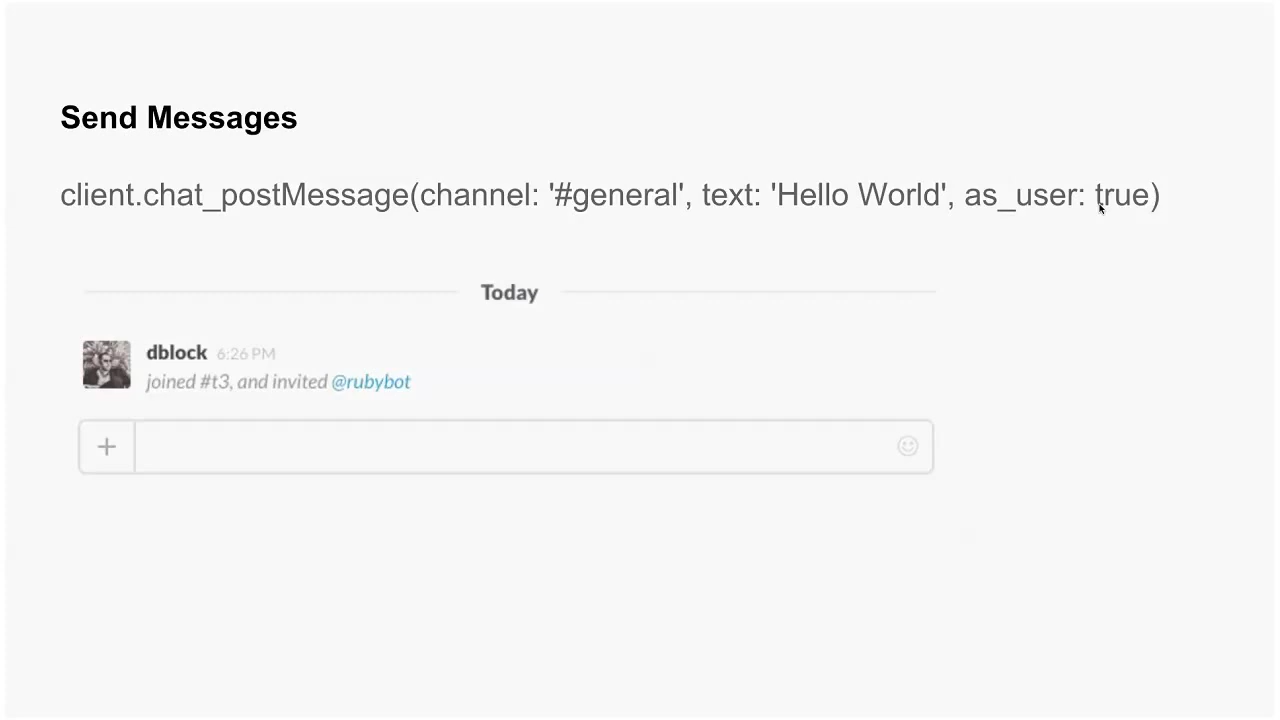 Send Messages
client.chat_postMessage(channel: '#general', text: 'Hello World', as_user: true)
Today
dblock 6:26 PM
joined #t3, and invited @rubybot